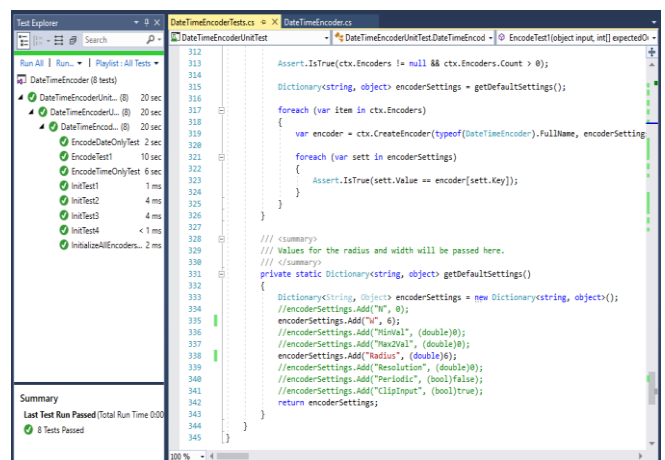 Test Explorer
Search
Run All | Run... | Playlist : All Tests
DateTimeEncoder (8 tests)
DateTimeEncoderUnit... (8) 20 sec
DateTimeEncoderU... (8) 20 sec
DateTimeEncod... (8) 20 sec
EncodeDateOnlyTest 2 sec
EncodeTest1 10 sec
EncodeTimeOnlyTest 6 sec
InitTest1 1 ms
InitTest2 4 ms
InitTest3 4 ms
InitTest4 < 1 ms
InitializeAllEncoders... 2 ms
Summary
Last Test Run Passed (Total Run Time 0:00
8 Tests Passed
DateTimeEncoderTests.cs DateTimeEncoder.cs
DateTimeEncoderUnitTest DateTimeEncoderUnitTest.DateTimeEncod EncodeTest1(object input, int[] expectedO
312
313 Assert.IsTrue(ctx.Encoders != null && ctx.Encoders.Count > 0);
314
315 Dictionary<string, object> encoderSettings = getDefaultSettings();
316
317 foreach (var item in ctx.Encoders)
318 {
319 var encoder = ctx.CreateEncoder(typeof(DateTimeEncoder).FullName, encoderSetting
320
321 foreach (var sett in encoderSettings)
322 {
323 Assert.IsTrue(sett.Value == encoder[sett.Key]);
324 }
325 }
326 }
327
328 /// <summary>
329 /// Values for the radius and width will be passed here.
330 /// </summary>
331 private static Dictionary<string, object> getDefaultSettings()
332 {
333 Dictionary<String, Object> encoderSettings = new Dictionary<string, object>();
334 //encoderSettings.Add("N", 0);
335 encoderSettings.Add("W", 6);
336 //encoderSettings.Add("MinVal", (double)0);
337 //encoderSettings.Add("Max2Val", (double)0);
338 encoderSettings.Add("Radius", (double)6);
339 //encoderSettings.Add("Resolution", (double)0);
340 //encoderSettings.Add("Periodic", (bool)false);
341 //encoderSettings.Add("ClipInput", (bool)true);
342 return encoderSettings;
343 }
344 }
345 }
100 %